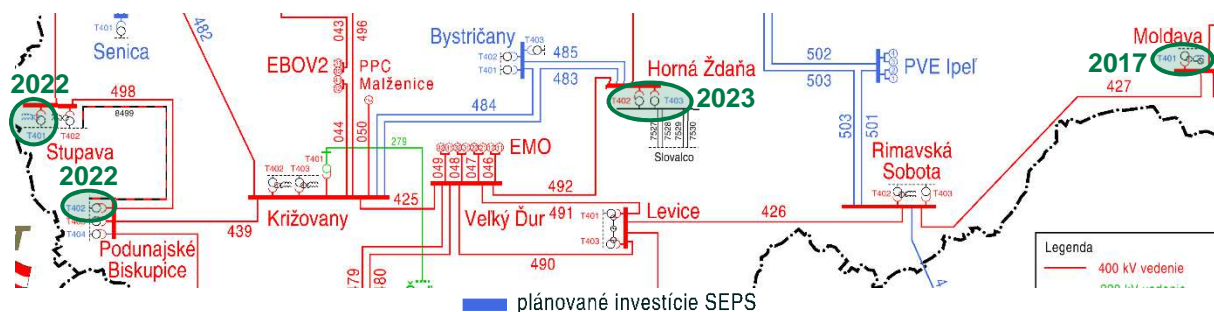 T401
Senica
482
043
496
Bystričany
T403
T402
T401
485
483
502
503
PVE Ipeľ
Moldava
T401
2017
427
2022
498
8499
T401
T402
Stupava
EBOV2
PPC
Malženice
044
050
484
Horná Ždaňa
T402
T403
2023
7527
7528
7529
7530
Slovalco
503
501
Rimavská
Sobota
T402
T403
2022
T402
T404
Podunajské
Biskupice
439
T401
279
T402
T403
Križovany
425
049
048
047
046
EMO
492
Veľký Ďur
491
Levice
T401
T403
490
426
479
480
Legenda
400 kV vedenie
plánované investície SEPS